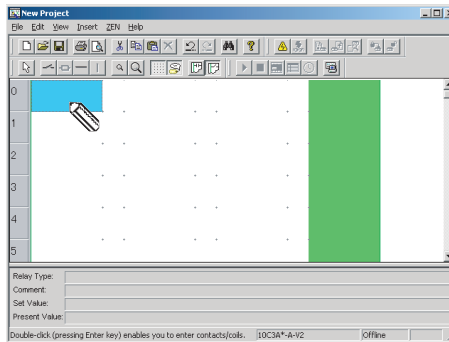 New Project
File Edit View Insert ZEN Help
0
1
2
3
4
5
Relay Type:
Comment:
Set Value:
Present Value:
Double-click (pressing Enter key) enables you to enter contacts/coils. 10C3A*-A-V2 Offline